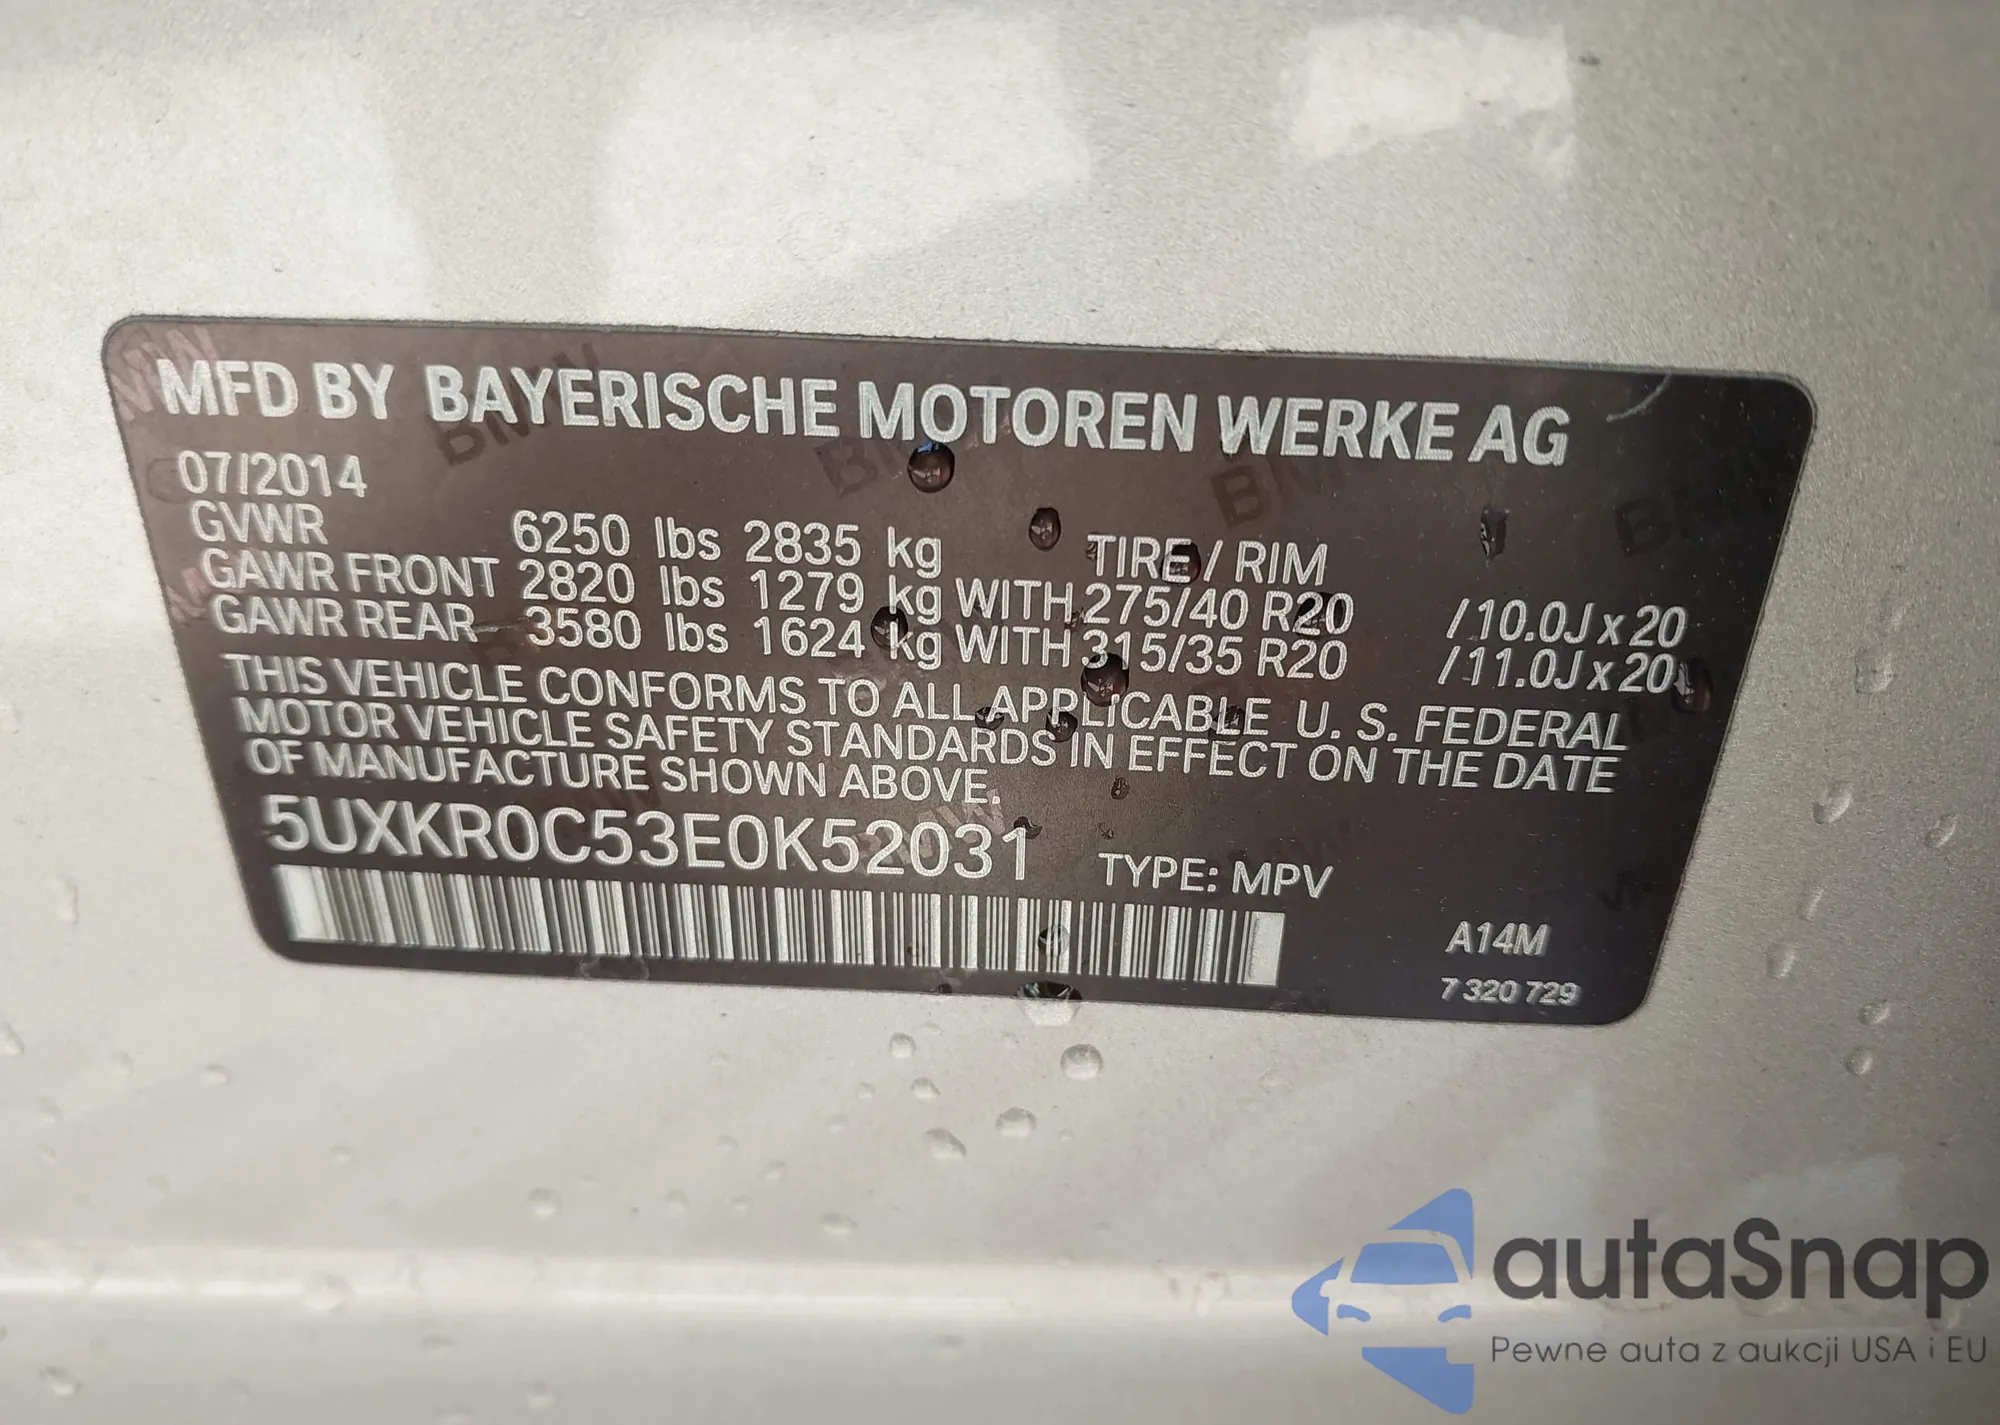 MFD BY BAYERISCHE MOTOREN WERKE AG
07/2014
GVWR 6250 lbs 2835 kg TIRE / RIM
GAWR FRONT 2820 lbs 1279 kg WITH 275/40 R20 / 10.0J x 20
GAWR REAR 3580 lbs 1624 kg WITH 315/35 R20 / 11.0J x 20
THIS VEHICLE CONFORMS TO ALL APPLICABLE U. S. FEDERAL
MOTOR VEHICLE SAFETY STANDARDS IN EFFECT ON THE DATE
OF MANUFACTURE SHOWN ABOVE.
5UXKR0C53E0K52031 TYPE: MPV
A14M
7 320 729
autaSnap
Pewne auta z aukcji USA i EU